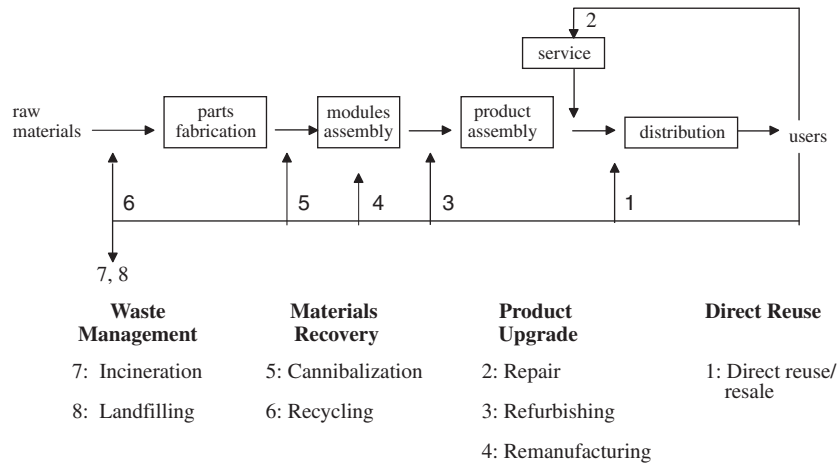 2
service
raw
materials
parts
fabrication
modules
assembly
product
assembly
distribution
users
6
5
4
3
1
7, 8
Waste
Management
7: Incineration
8: Landfilling
Materials
Recovery
5: Cannibalization
6: Recycling
Product
Upgrade
2: Repair
3: Refurbishing
4: Remanufacturing
Direct Reuse
1: Direct reuse/
resale